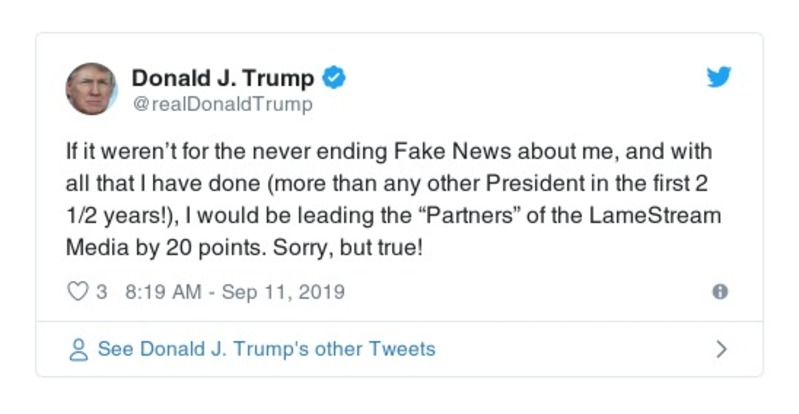 Donald J. Trump
@realDonaldTrump
If it weren’t for the never ending Fake News about me, and with
all that I have done (more than any other President in the first 2
1/2 years!), I would be leading the “Partners” of the LameStream
Media by 20 points. Sorry, but true!
3 8:19 AM - Sep 11, 2019
See Donald J. Trump's other Tweets